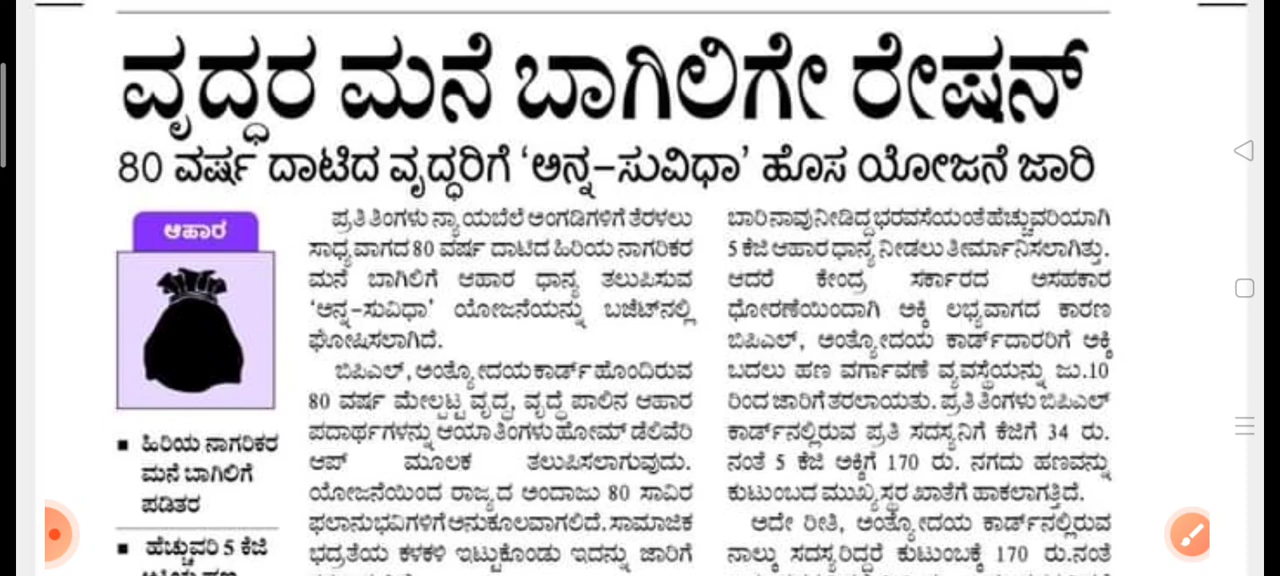 ವೃದ್ಧರ ಮನೆ ಬಾಗಿಲಿಗೇ ರೇಷನ್
80 ವರ್ಷ ದಾಟಿದ ವೃದ್ಧರಿಗೆ 'ಅನ್ನ-ಸುವಿಧಾ' ಹೊಸ ಯೋಜನೆ ಜಾರಿ
ಆಹಾರ
■ ಹಿರಿಯ ನಾಗರಿಕರ
ಮನೆ ಬಾಗಿಲಿಗೆ
ಪಡಿತರ
■ ಹೆಚ್ಚುವರಿ 5 ಕೆಜಿ
ಪ್ರತಿ ತಿಂಗಳು ನ್ಯಾಯಬೆಲೆ ಅಂಗಡಿಗಳಿಗೆ ತೆರಳಲು
ಸಾಧ್ಯವಾಗದ 80 ವರ್ಷ ದಾಟಿದ ಹಿರಿಯ ನಾಗರಿಕರ
ಮನೆ ಬಾಗಿಲಿಗೆ ಆಹಾರ ಧಾನ್ಯ ತಲುಪಿಸುವ
'ಅನ್ನ-ಸುವಿಧಾ' ಯೋಜನೆಯನ್ನು ಬಜೆಟ್‌ನಲ್ಲಿ
ಘೋಷಿಸಲಾಗಿದೆ.
ಬಿಪಿಎಲ್, ಅಂತ್ಯೋದಯ ಕಾರ್ಡ್ ಹೊಂದಿರುವ
80 ವರ್ಷ ಮೇಲ್ಪಟ್ಟ ವೃದ್ಧ, ವೃದ್ಧೆ ಪಾಲಿನ ಆಹಾರ
ಪದಾರ್ಥಗಳನ್ನು ಆಯಾ ತಿಂಗಳು ಹೋಮ್ ಡೆಲಿವೆರಿ
ಆಪ್ ಮೂಲಕ ತಲುಪಿಸಲಾಗುವುದು.
ಯೋಜನೆಯಿಂದ ರಾಜ್ಯದ ಅಂದಾಜು 80 ಸಾವಿರ
ಫಲಾನುಭವಿಗಳಿಗೆ ಅನುಕೂಲವಾಗಲಿದೆ. ಸಾಮಾಜಿಕ
ಭದ್ರತೆಯ ಕಳಕಳಿ ಇಟ್ಟುಕೊಂಡು ಇದನ್ನು ಜಾರಿಗೆ
ಬಾರಿ ನಾವು ನೀಡಿದ್ದ ಭರವಸೆಯಂತೆ ಹೆಚ್ಚುವರಿಯಾಗಿ
5 ಕೆಜಿ ಆಹಾರ ಧಾನ್ಯ ನೀಡಲು ತೀರ್ಮಾನಿಸಲಾಗಿತ್ತು.
ಆದರೆ ಕೇಂದ್ರ ಸರ್ಕಾರದ ಅಸಹಕಾರ
ಧೋರಣೆಯಿಂದಾಗಿ ಅಕ್ಕಿ ಲಭ್ಯವಾಗದ ಕಾರಣ
ಬಿಪಿಎಲ್, ಅಂತ್ಯೋದಯ ಕಾರ್ಡ್‌ದಾರರಿಗೆ ಅಕ್ಕಿ
ಬದಲು ಹಣ ವರ್ಗಾವಣೆ ವ್ಯವಸ್ಥೆಯನ್ನು ಜು.10
ರಿಂದ ಜಾರಿಗೆ ತರಲಾಯತು. ಪ್ರತಿ ತಿಂಗಳು ಬಿಪಿಎಲ್
ಕಾರ್ಡ್‌ನಲ್ಲಿರುವ ಪ್ರತಿ ಸದಸ್ಯನಿಗೆ ಕೆಜಿಗೆ 34 ರು.
ನಂತೆ 5 ಕೆಜಿ ಅಕ್ಕಿಗೆ 170 ರು. ನಗದು ಹಣವನ್ನು
ಕುಟುಂಬದ ಮುಖ್ಯಸ್ಥರ ಖಾತೆಗೆ ಹಾಕಲಾಗತ್ತಿದೆ.
ಅದೇ ರೀತಿ, ಅಂತ್ಯೋದಯ ಕಾರ್ಡ್‌ನಲ್ಲಿರುವ
ನಾಲ್ಕು ಸದಸ್ಯರಿದ್ದರೆ ಕುಟುಂಬಕ್ಕೆ 170 ರು.ನಂತೆ